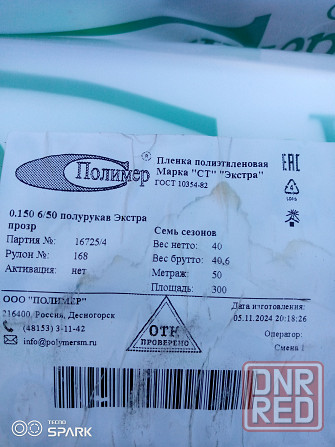 Полимер ®
Пленка полиэтиленовая
Марка "СТ" "Экстра"
ГОСТ 10354-82
ЕАС
4
0.150 6/50 полурукав Экстра
прозр
Партия №: 16725/4
Рулон №: 168
Активация: нет
Семь сезонов
Вес нетто: 40
Вес брутто: 40,6
Метраж: 50
Площадь: 300
ООО "ПОЛИМЕР"
216400, Россия, Десногорск
(48153) 3-11-42
info@polymersm.ru
ОТК
ПРОВЕРЕНО
Дата изготовления:
05.11.2024 20:18:26
Оператор:
Смена 1
TECNO
SPARK
DNR
RED